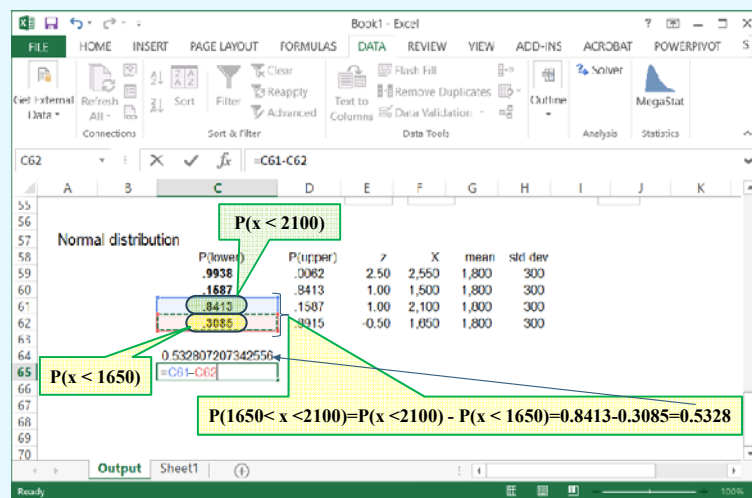 Book1 - Excel
FILE HOME INSERT PAGE LAYOUT FORMULAS DATA REVIEW VIEW ADD-INS ACROBAT POWERPIVOT S
Get External Data
Refresh All
Connections
Sort
Filter
Clear
Reapply
Advanced
Sort & Filter
Text to Columns
Flash Fill
Remove Duplicates
Data Validation
Data Tools
Outline
Solver
Analysis
MegaStat
Statistics
C62 fx =C61-C62
A B C D E F G H I J K
55
56
57 Normal distribution
P(x < 2100)
58 P(lower) P(upper) z X mean std dev
59 .9938 .0062 2.50 2,550 1,800 300
60 .1587 .8413 1.00 1,500 1,800 300
61 .8413 .1587 1.00 2,100 1,800 300
62 .3085 .6915 -0.50 1,650 1,800 300
63
64 0.532807207342556
65 =C61-C62
P(x < 1650)
66
67
P(1650< x <2100)=P(x <2100) - P(x < 1650)=0.8413-0.3085=0.5328
68
69
70
Output Sheet1
Ready 100%